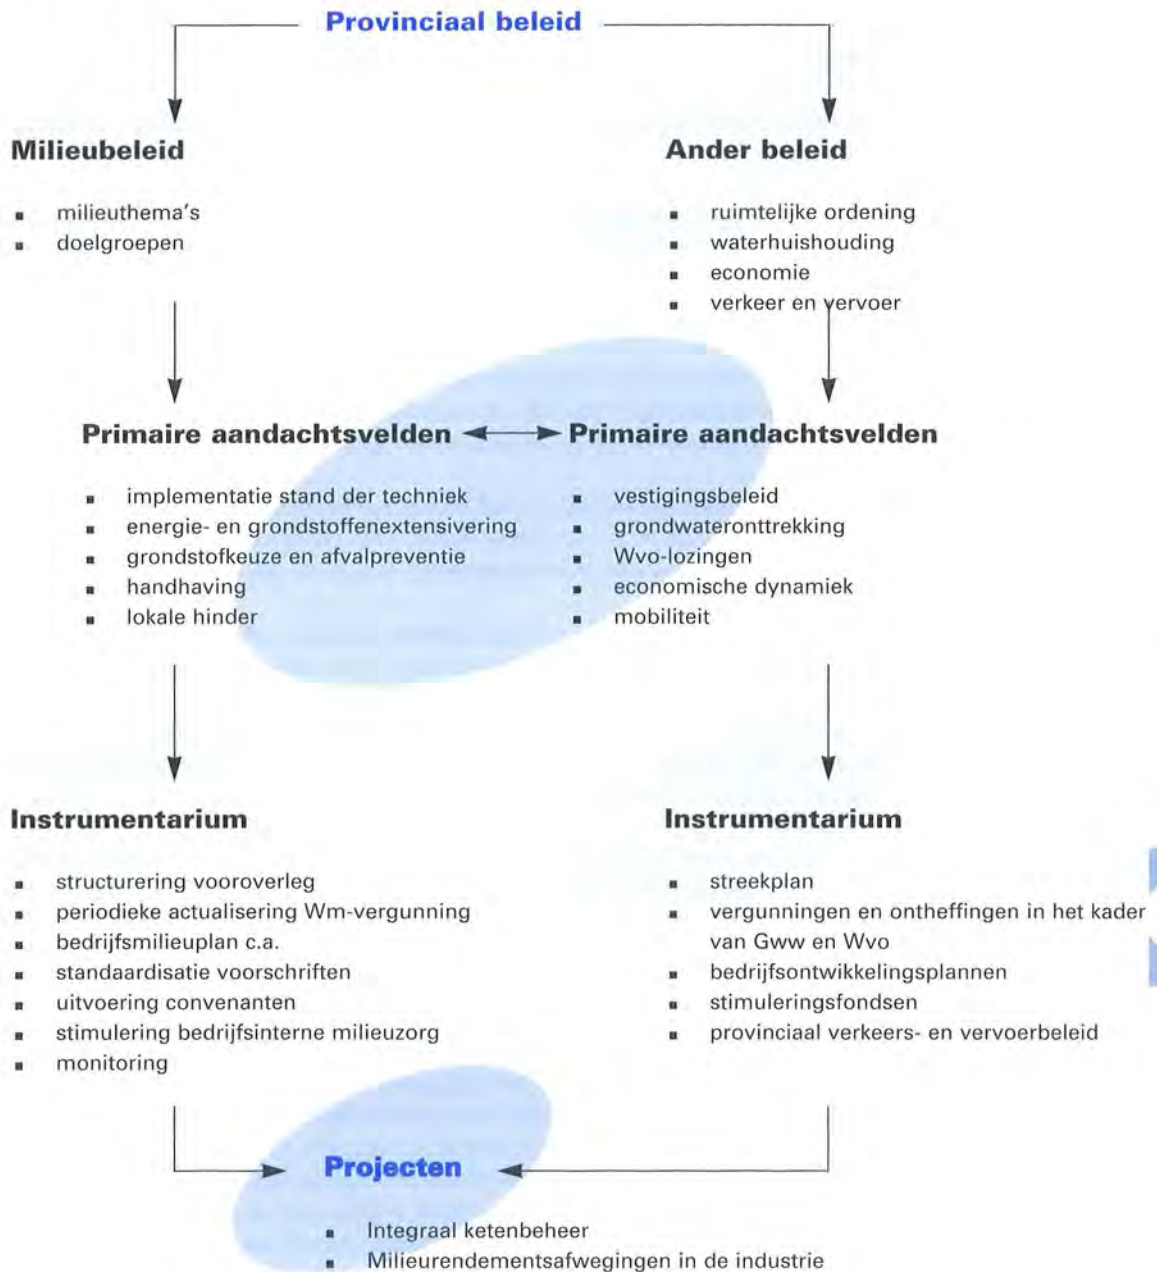 Provinciaal beleid
Milieubeleid
▪ milieuthema's
▪ doelgroepen
Ander beleid
▪ ruimtelijke ordening
▪ waterhuishouding
▪ economie
▪ verkeer en vervoer
Primaire aandachtsvelden
▪ implementatie stand der techniek
▪ energie- en grondstoffenextensivering
▪ grondstofkeuze en afvalpreventie
▪ handhaving
▪ lokale hinder
Primaire aandachtsvelden
▪ vestigingsbeleid
▪ grondwateronttrekking
▪ Wvo-lozingen
▪ economische dynamiek
▪ mobiliteit
Instrumentarium
▪ structurering vooroverleg
▪ periodieke actualisering Wm-vergunning
▪ bedrijfsmilieuplan c.a.
▪ standaardisatie voorschriften
▪ uitvoering convenanten
▪ stimulering bedrijfsinterne milieuzorg
▪ monitoring
Instrumentarium
▪ streekplan
▪ vergunningen en ontheffingen in het kader
van Gww en Wvo
▪ bedrijfsontwikkelingsplannen
▪ stimuleringsfondsen
▪ provinciaal verkeers- en vervoerbeleid
Projecten
▪ Integraal ketenbeheer
▪ Milieurendementsafwegingen in de industrie